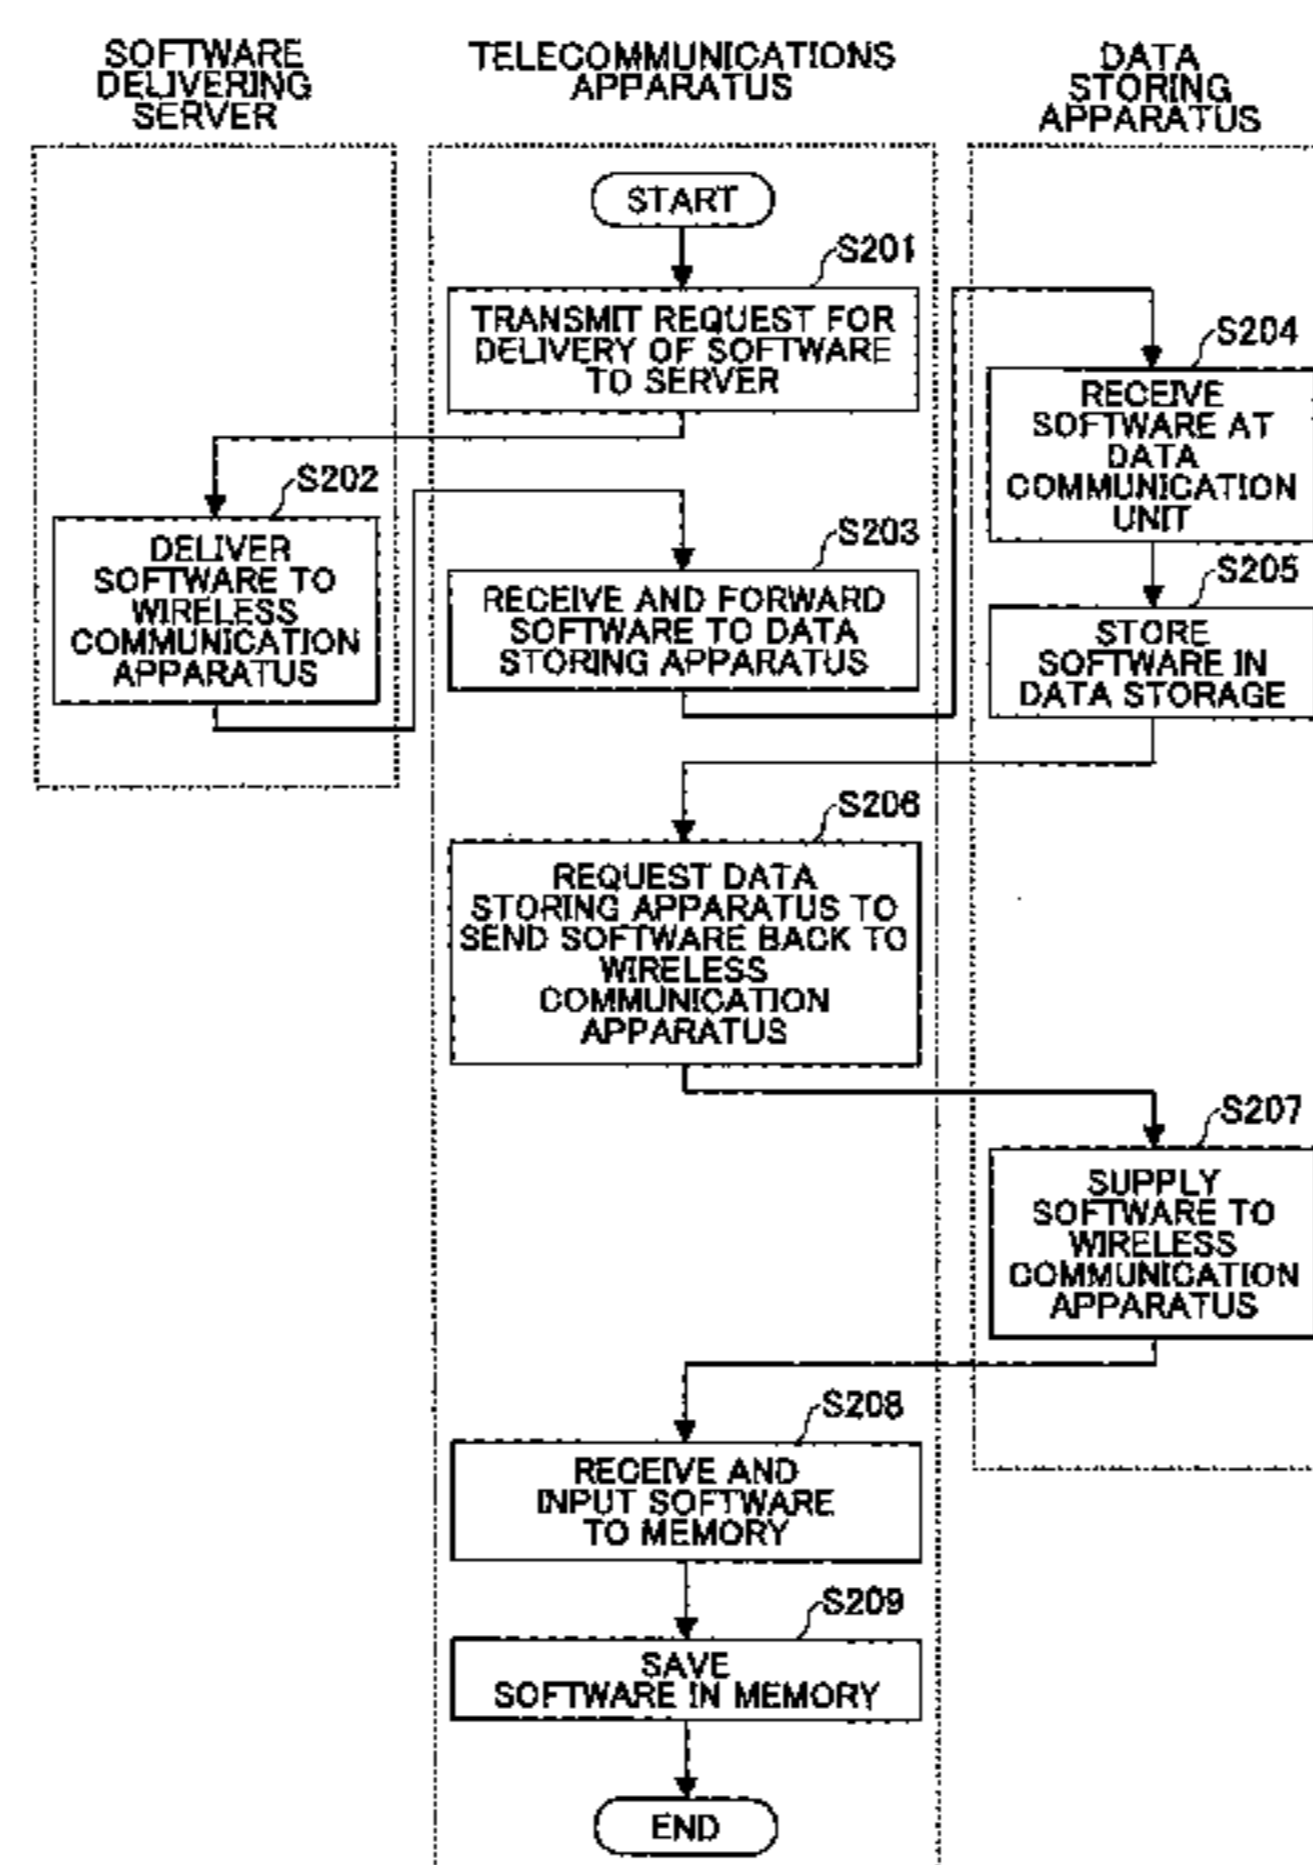 SOFTWARE
DELIVERING
SERVER
TELECOMMUNICATIONS
APPARATUS
DATA
STORING
APPARATUS
START
S201
TRANSMIT REQUEST FOR
DELIVERY OF SOFTWARE
TO SERVER
S202
DELIVER
SOFTWARE TO
WIRELESS
COMMUNICATION
APPARATUS
S203
RECEIVE AND FORWARD
SOFTWARE TO DATA
STORING APPARATUS
S204
RECEIVE
SOFTWARE AT
DATA
COMMUNICATION
UNIT
S205
STORE
SOFTWARE IN
DATA STORAGE
S206
REQUEST DATA
STORING APPARATUS TO
SEND SOFTWARE BACK TO
WIRELESS
COMMUNICATION
APPARATUS
S207
SUPPLY
SOFTWARE TO
WIRELESS
COMMUNICATION
APPARATUS
S208
RECEIVE AND
INPUT SOFTWARE
TO MEMORY
S209
SAVE
SOFTWARE IN MEMORY
END